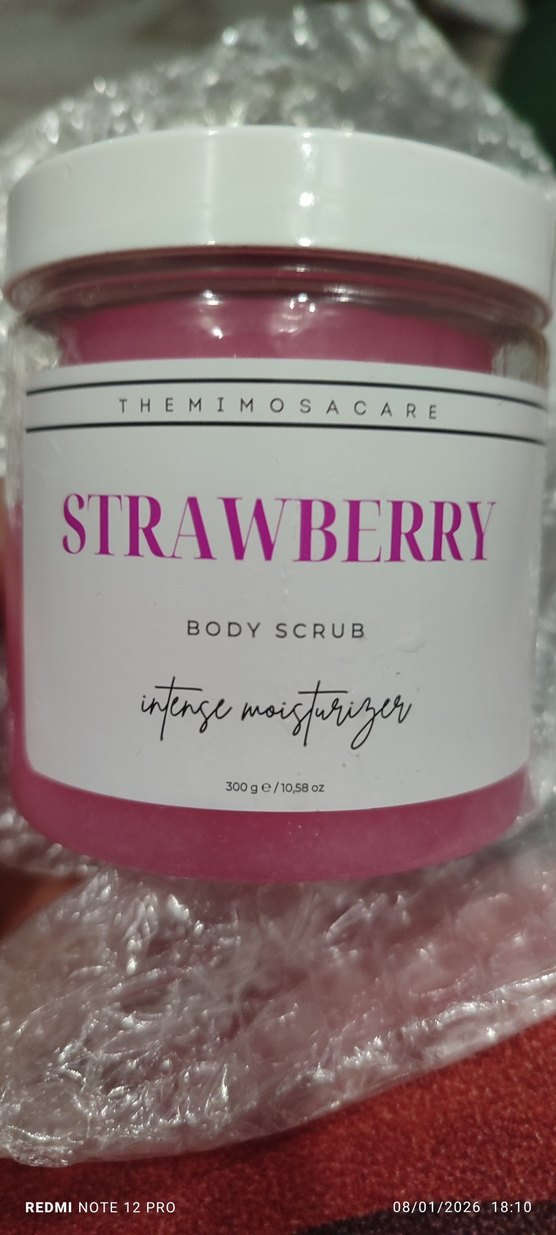 THEMIMOSACARE
STRAWBERRY
BODY SCRUB
intense moisturizer
300 g ℮ / 10,58 oz
REDMI NOTE 12 PRO
08/01/2026 18:10